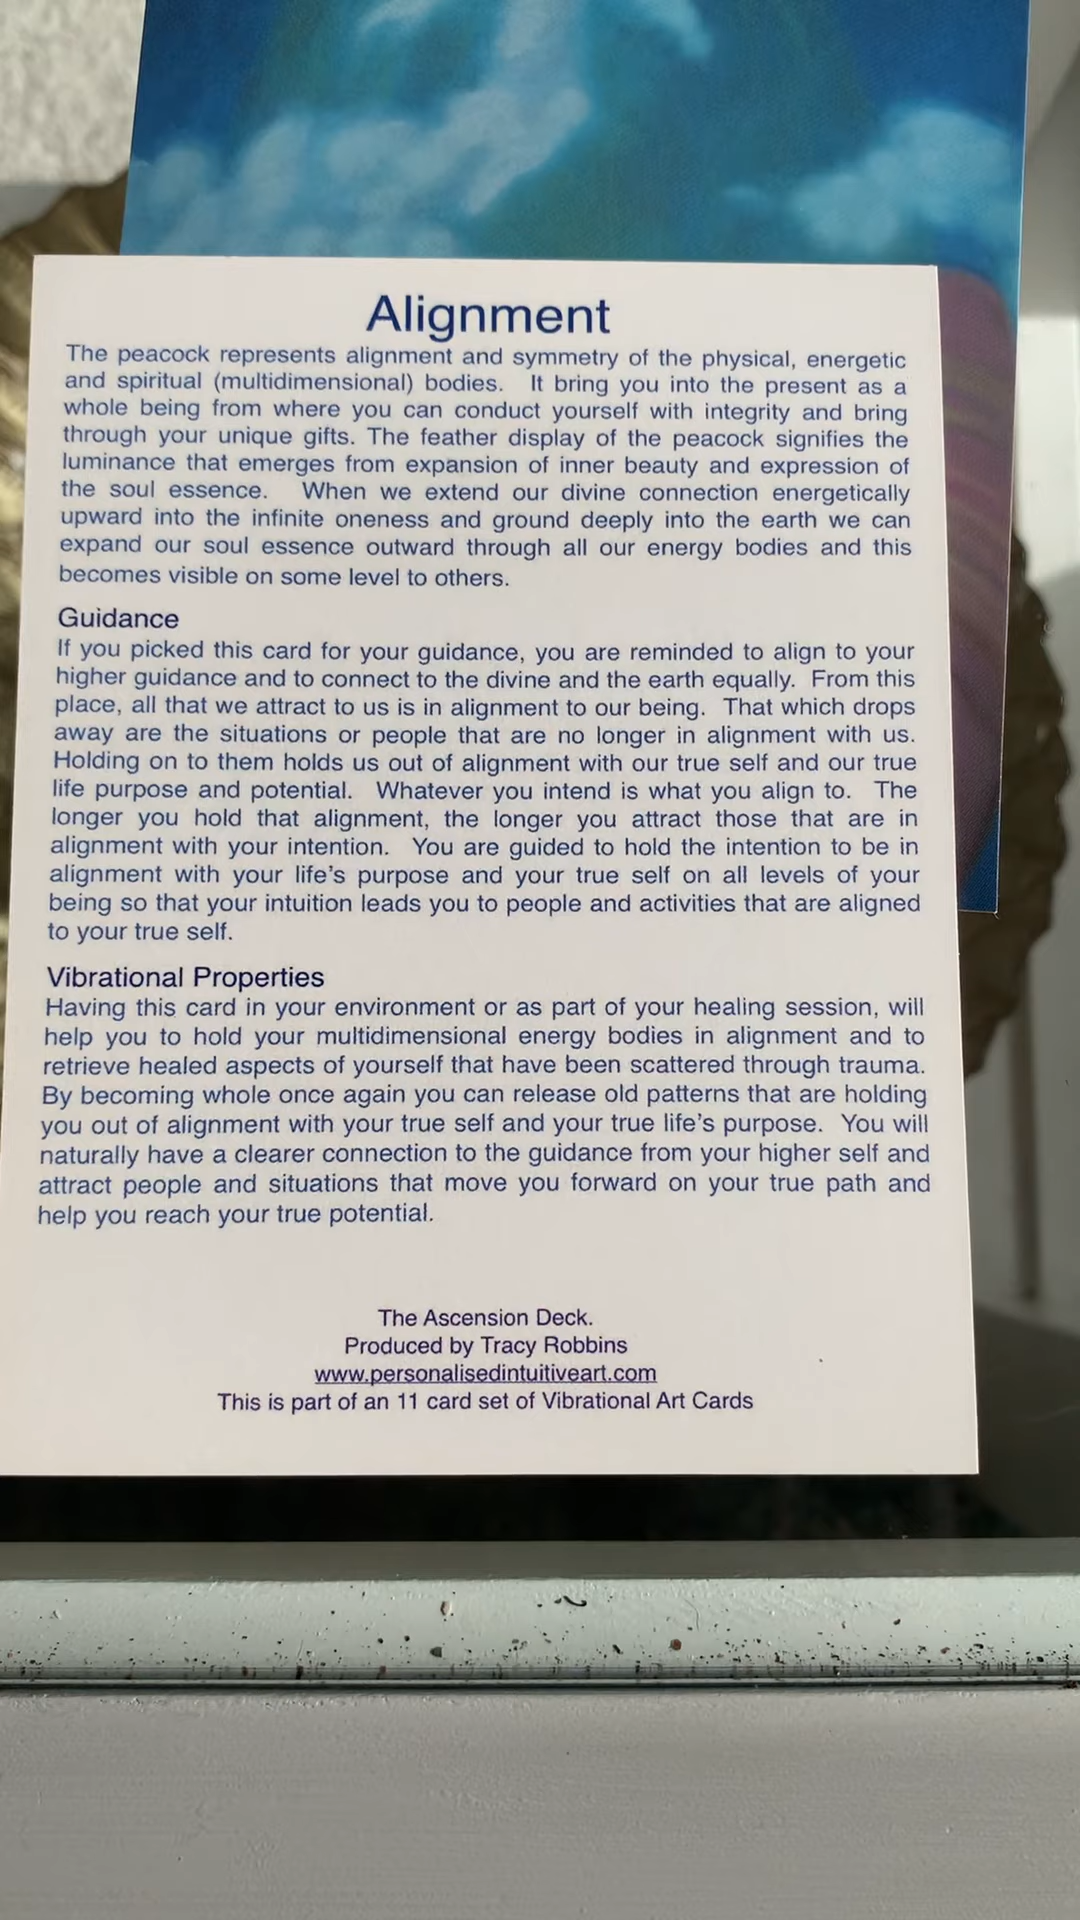 Alignment
The peacock represents alignment and symmetry of the physical, energetic
and spiritual (multidimensional) bodies. It bring you into the present as a
whole being from where you can conduct yourself with integrity and bring
through your unique gifts. The feather display of the peacock signifies the
luminance that emerges from expansion of inner beauty and expression of
the soul essence. When we extend our divine connection energetically
upward into the infinite oneness and ground deeply into the earth we can
expand our soul essence outward through all our energy bodies and this
becomes visible on some level to others.
Guidance
If you picked this card for your guidance, you are reminded to align to your
higher guidance and to connect to the divine and the earth equally. From this
place, all that we attract to us is in alignment to our being. That which drops
away are the situations or people that are no longer in alignment with us.
Holding on to them holds us out of alignment with our true self and our true
life purpose and potential. Whatever you intend is what you align to. The
longer you hold that alignment, the longer you attract those that are in
alignment with your intention. You are guided to hold the intention to be in
alignment with your life’s purpose and your true self on all levels of your
being so that your intuition leads you to people and activities that are aligned
to your true self.
Vibrational Properties
Having this card in your environment or as part of your healing session, will
help you to hold your multidimensional energy bodies in alignment and to
retrieve healed aspects of yourself that have been scattered through trauma.
By becoming whole once again you can release old patterns that are holding
you out of alignment with your true self and your true life’s purpose. You will
naturally have a clearer connection to the guidance from your higher self and
attract people and situations that move you forward on your true path and
help you reach your true potential.
The Ascension Deck.
Produced by Tracy Robbins
www.personalisedintuitiveart.com
This is part of an 11 card set of Vibrational Art Cards